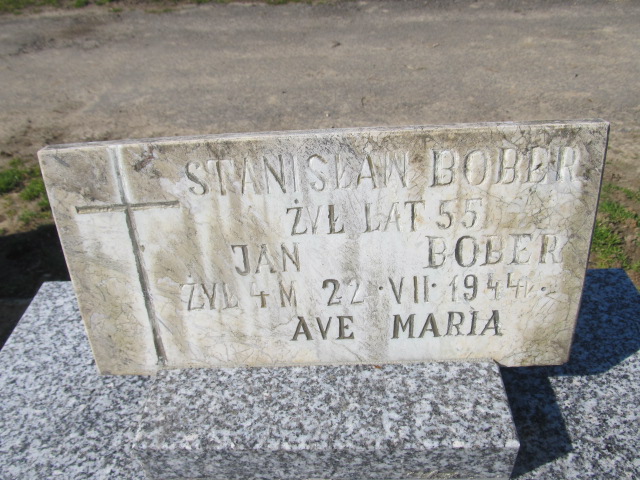 STANISŁAW BOBER
ŻYŁ LAT 55
JAN BOBER
ŻYŁ 4 M 22·VII·1944·R·
AVE MARIA